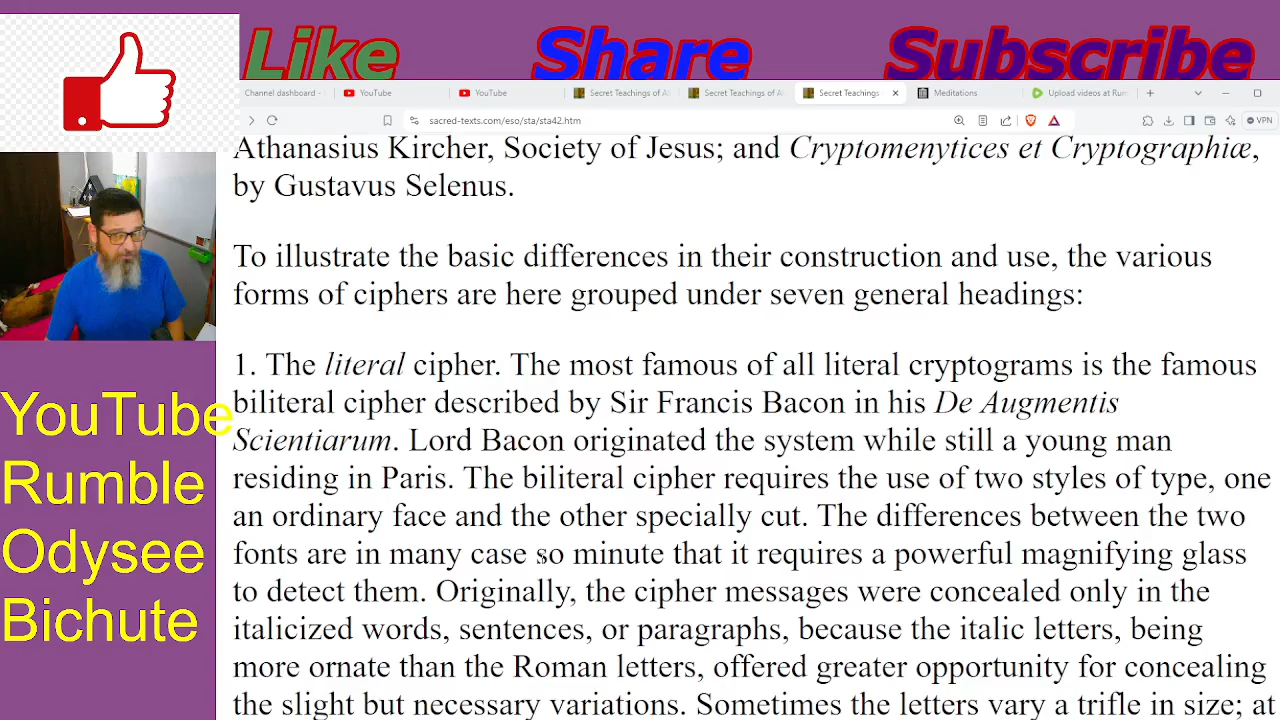 Like Share Subscribe
Channel dashboard - YouTube YouTube Secret Teachings of A Secret Teachings of A Secret Teachings Meditations Upload videos at Rum
sacred-texts.com/eso/sta/sta42.htm VPN
Athanasius Kircher, Society of Jesus; and Cryptomenytices et Cryptographiæ,
by Gustavus Selenus.
To illustrate the basic differences in their construction and use, the various
forms of ciphers are here grouped under seven general headings:
1. The literal cipher. The most famous of all literal cryptograms is the famous
biliteral cipher described by Sir Francis Bacon in his De Augmentis
Scientiarum. Lord Bacon originated the system while still a young man
residing in Paris. The biliteral cipher requires the use of two styles of type, one
an ordinary face and the other specially cut. The differences between the two
fonts are in many case so minute that it requires a powerful magnifying glass
to detect them. Originally, the cipher messages were concealed only in the
italicized words, sentences, or paragraphs, because the italic letters, being
more ornate than the Roman letters, offered greater opportunity for concealing
the slight but necessary variations. Sometimes the letters vary a trifle in size; at
YouTube
Rumble
Odysee
Bichute